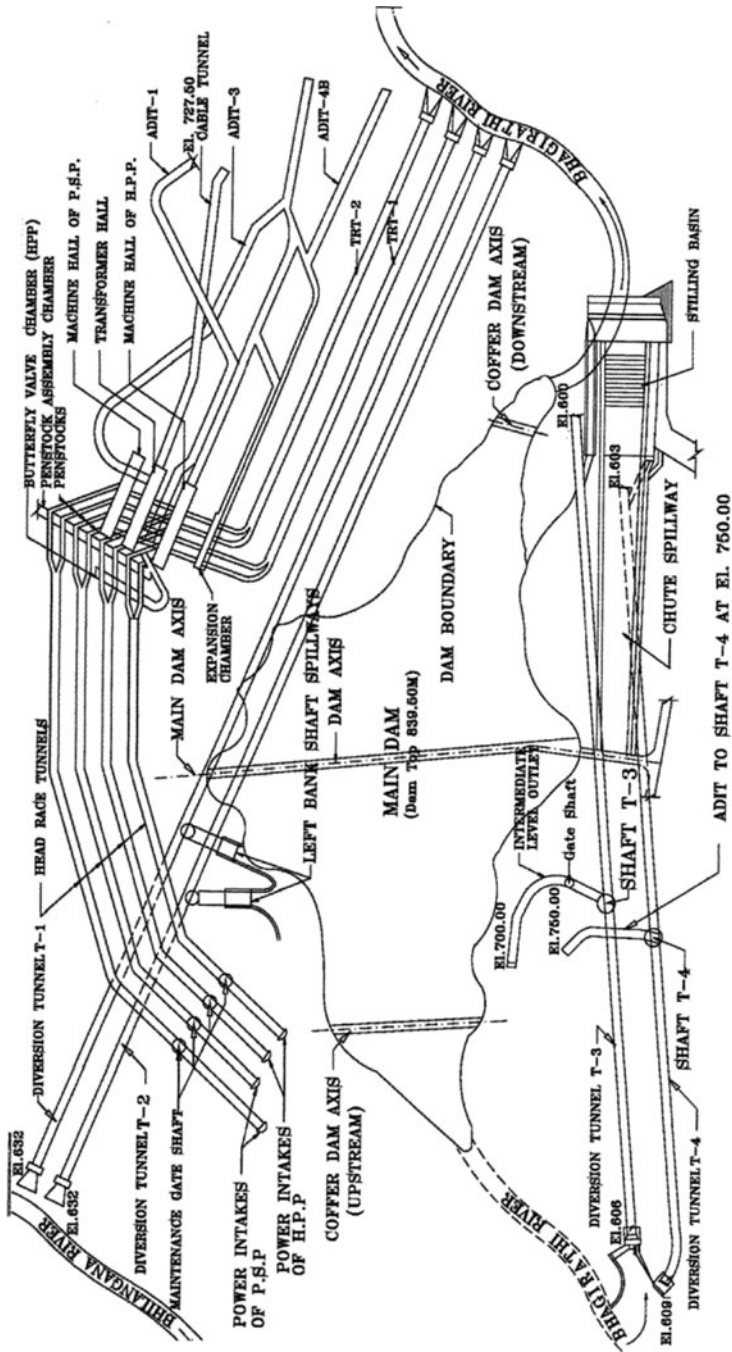 BHILANGANA RIVER
El.632
El.632
DIVERSION TUNNEL T-1
DIVERSION TUNNEL T-2
HEAD RACE TUNNELS
MAINTENANCE GATE SHAFT
POWER INTAKES
OF P.S.P
POWER INTAKES
OF H.P.P
COFFER DAM AXIS
(UPSTREAM)
BUTTERFLY VALVE CHAMBER (HPP)
PENSTOCK ASSEMBLY CHAMBER
PENSTOCKS
MACHINE HALL OF P.S.P.
TRANSFORMER HALL
MACHINE HALL OF H.P.P.
ADIT-1
El. 727.50
CABLE TUNNEL
ADIT-3
ADIT-4B
EXPANSION
CHAMBER
TRT-2
TRT-1
MAIN DAM AXIS
LEFT BANK SHAFT SPILLWAYS
DAM AXIS
MAIN DAM
(Dam Top 839.50M)
DAM BOUNDARY
COFFER DAM AXIS
(DOWNSTREAM)
BHAGIRATHI RIVER
INTERMEDIATE
LEVEL OUTLET
Gate Shaft
El.700.00
El.750.00
SHAFT T-3
SHAFT T-4
ADIT TO SHAFT T-4 AT El. 750.00
CHUTE SPILLWAY
El.600
El.603
STILLING BASIN
BHAGIRATHI RIVER
El.606
El.609
DIVERSION TUNNEL T-3
DIVERSION TUNNEL T-4